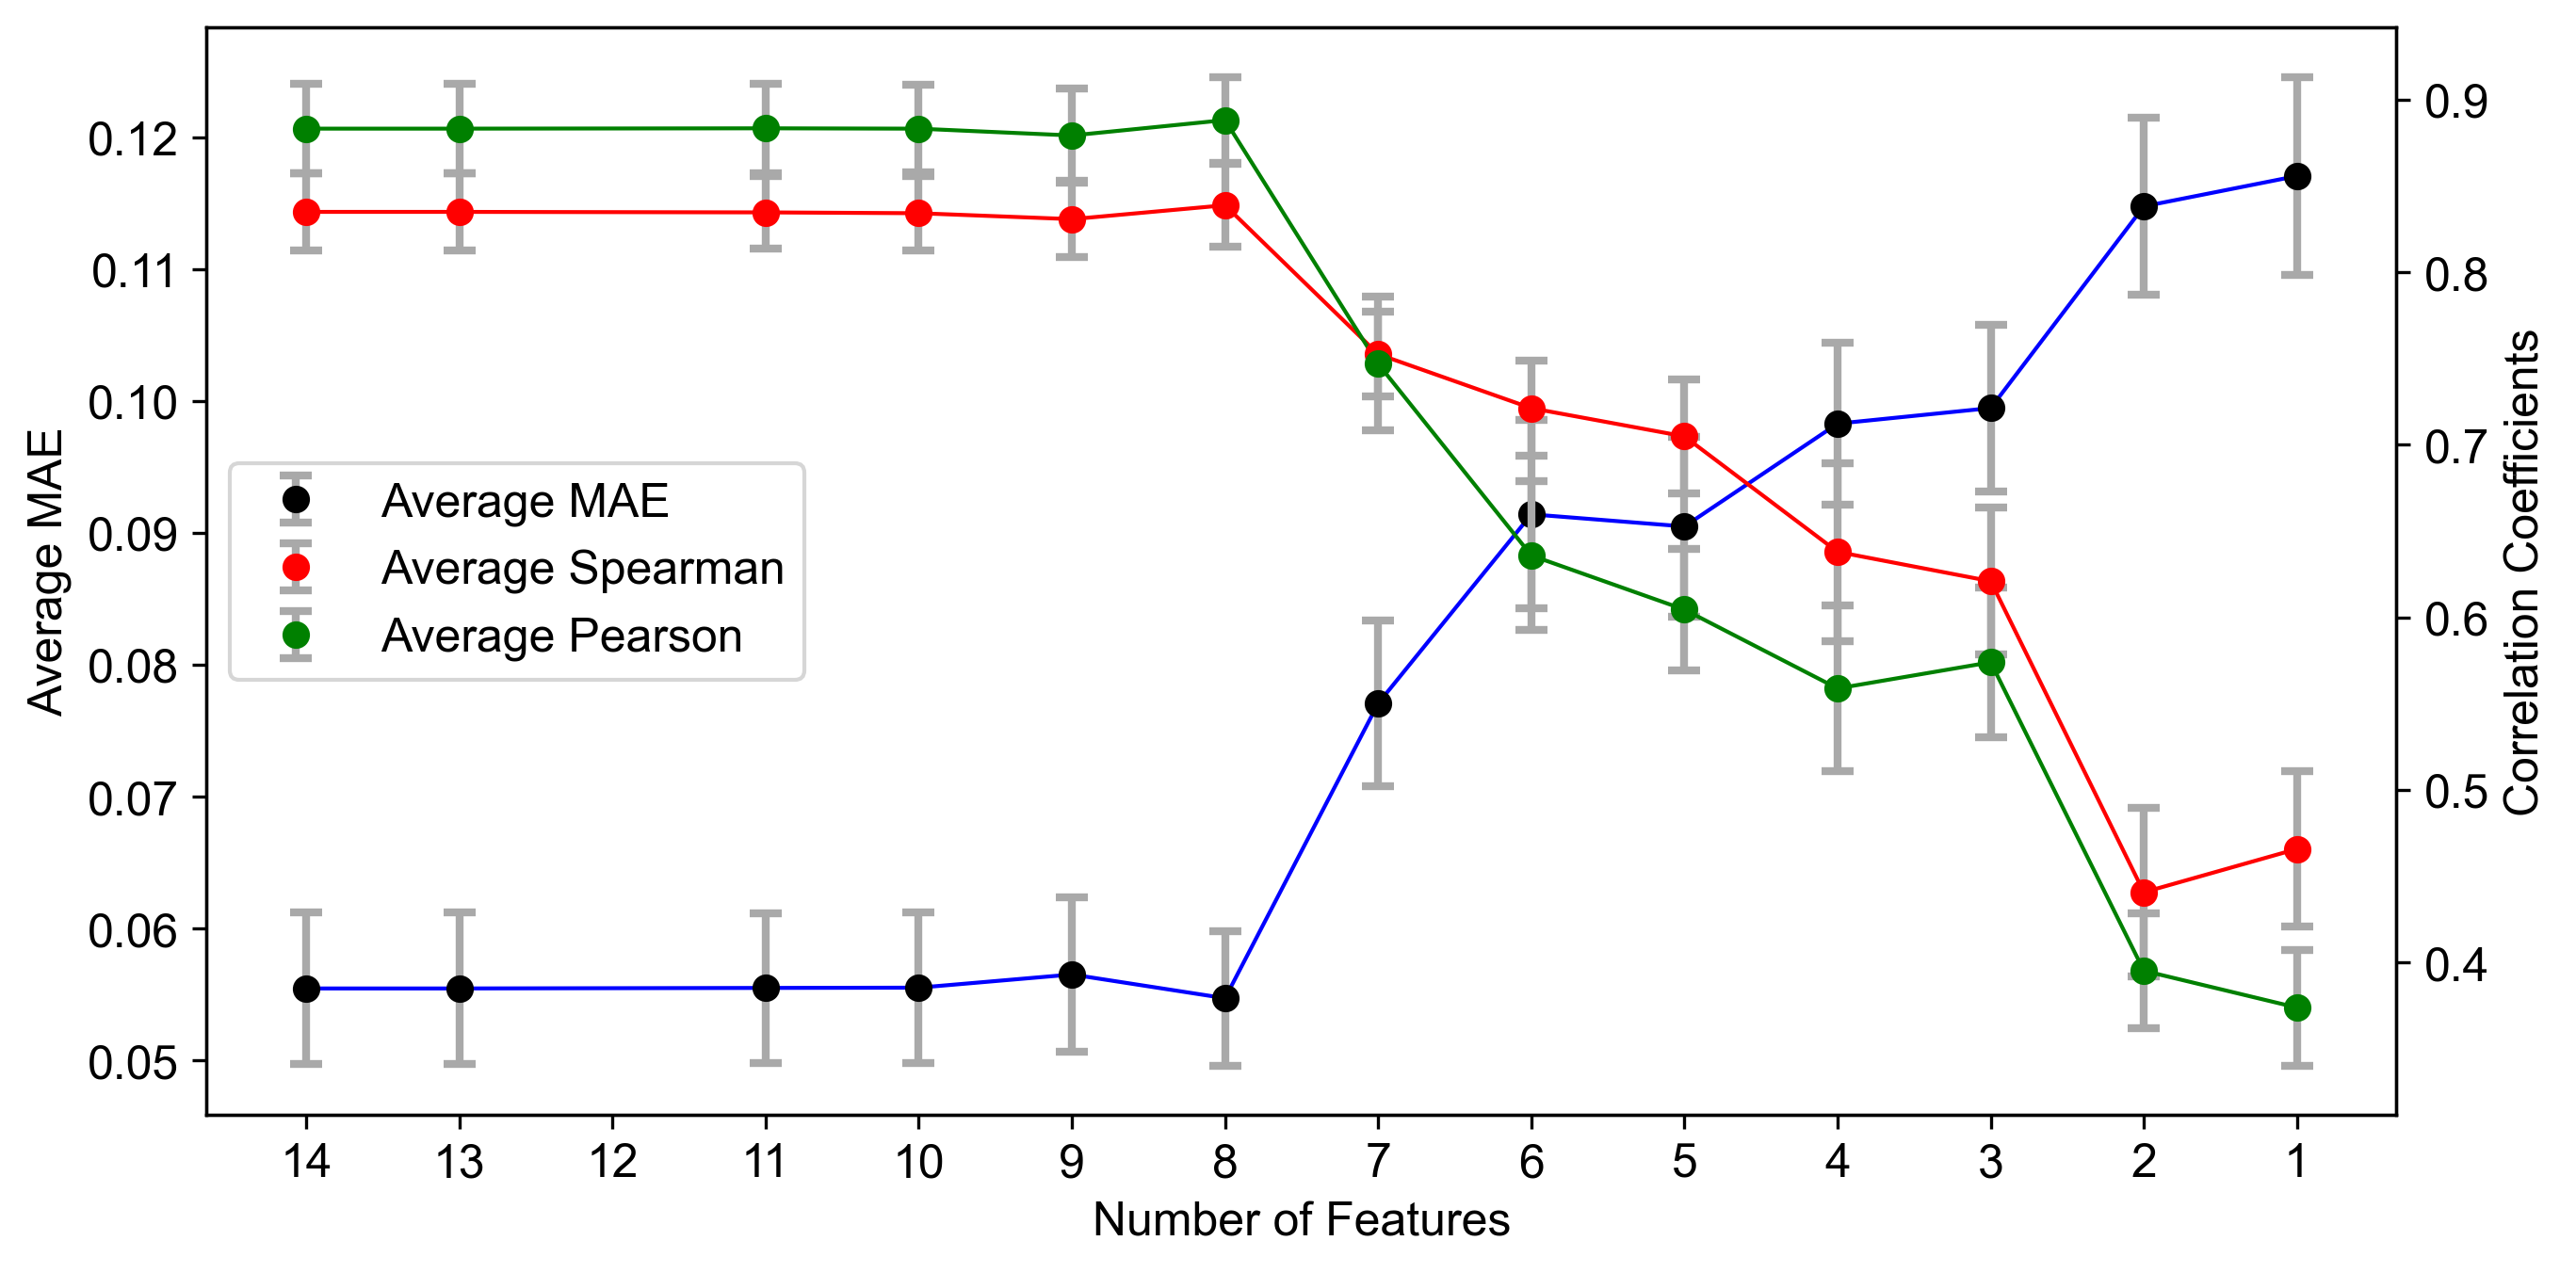 0.12
0.11
0.10
0.09
0.08
0.07
0.06
0.05
Average MAE
Average MAE
Average Spearman
Average Pearson
0.9
0.8
0.7
0.6
0.5
0.4
Correlation Coefficients
14 13 12 11 10 9 8 7 6 5 4 3 2 1
Number of Features